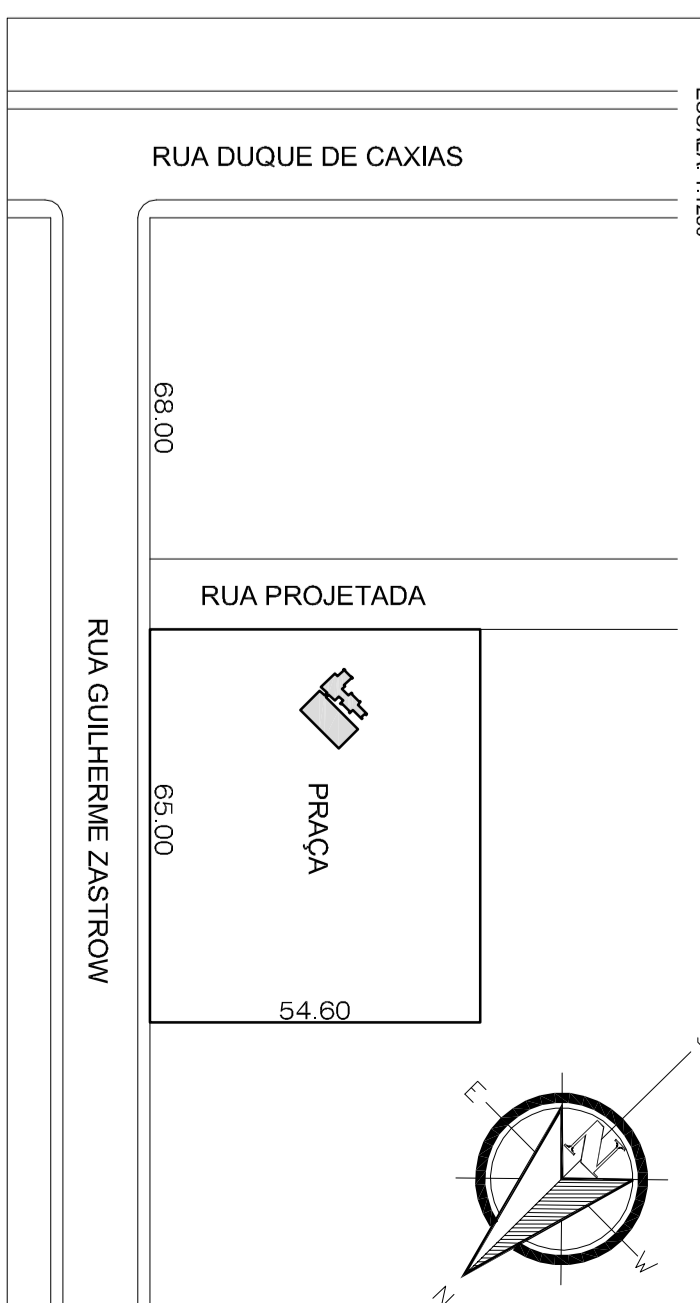 RUA DUQUE DE CAXIAS
68.00
RUA PROJETADA
RUA GUILHERME ZASTROW
65.00
PRAÇA
54.60
E
N
W
N